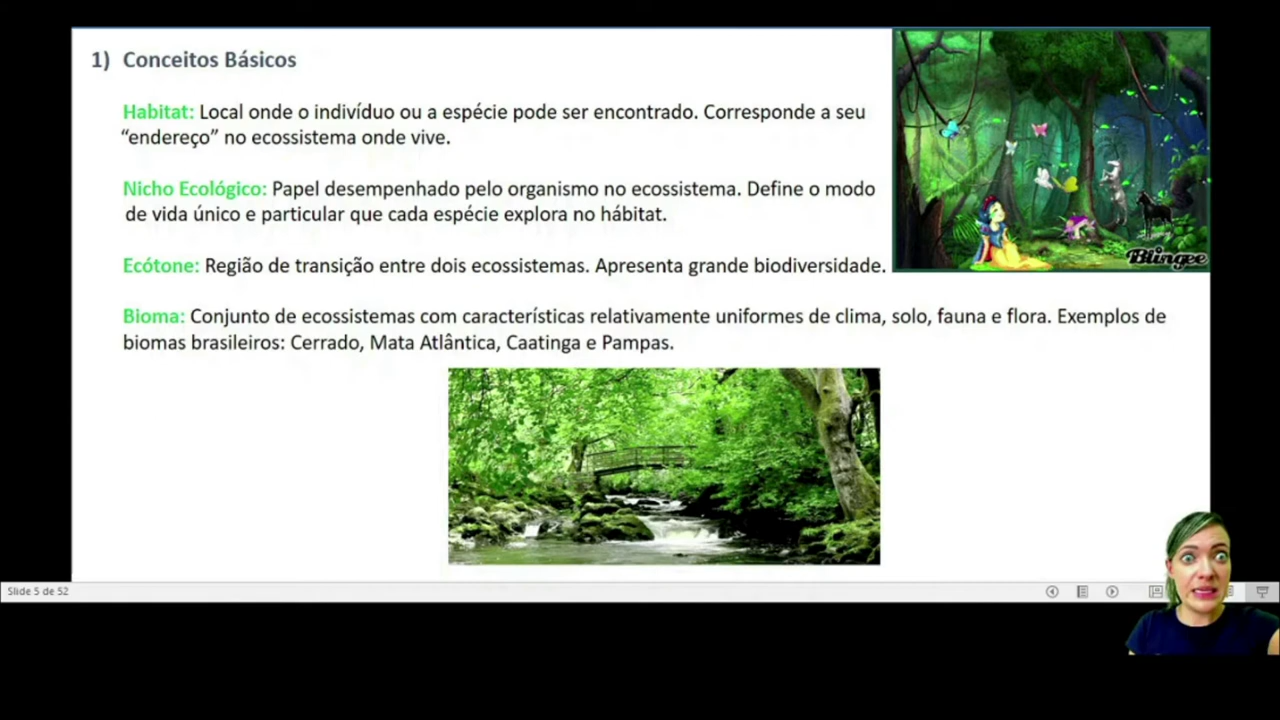 1) Conceitos Básicos
Habitat: Local onde o indivíduo ou a espécie pode ser encontrado. Corresponde a seu
“endereço” no ecossistema onde vive.
Nicho Ecológico: Papel desempenhado pelo organismo no ecossistema. Define o modo
de vida único e particular que cada espécie explora no hábitat.
Ecótone: Região de transição entre dois ecossistemas. Apresenta grande biodiversidade.
Bioma: Conjunto de ecossistemas com características relativamente uniformes de clima, solo, fauna e flora. Exemplos de
biomas brasileiros: Cerrado, Mata Atlântica, Caatinga e Pampas.
Blingee
Slide 5 de 52